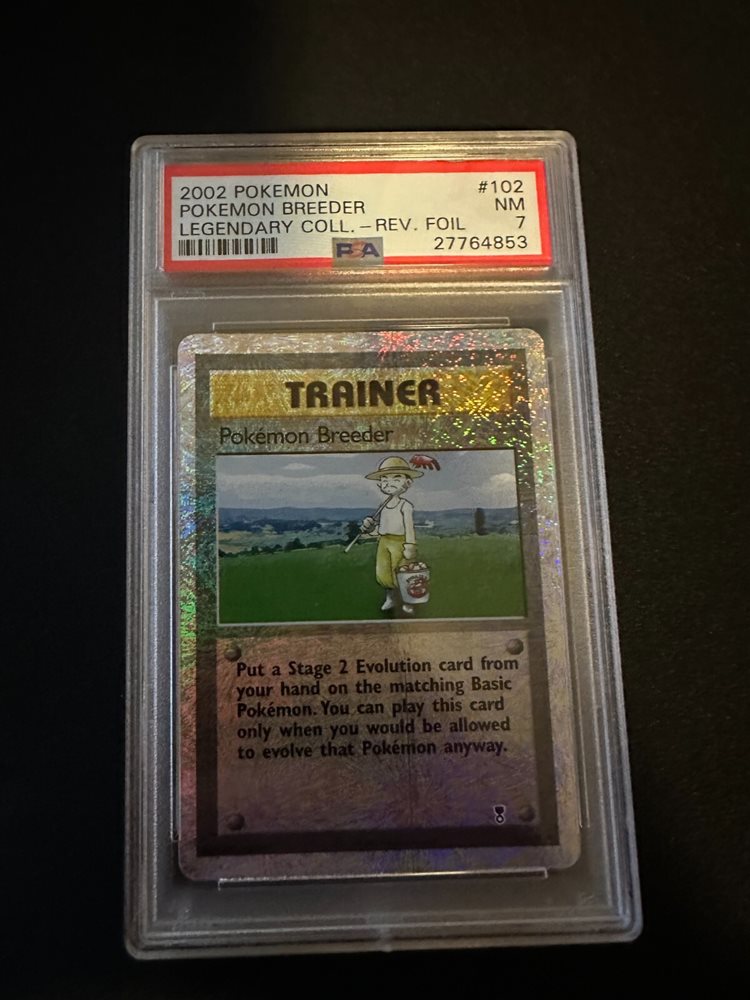 2002 POKEMON #102
POKEMON BREEDER NM
LEGENDARY COLL. - REV. FOIL 7
PSA 27764853
TRAINER
Pokémon Breeder
Put a Stage 2 Evolution card from
your hand on the matching Basic
Pokémon. You can play this card
only when you would be allowed
to evolve that Pokémon anyway.